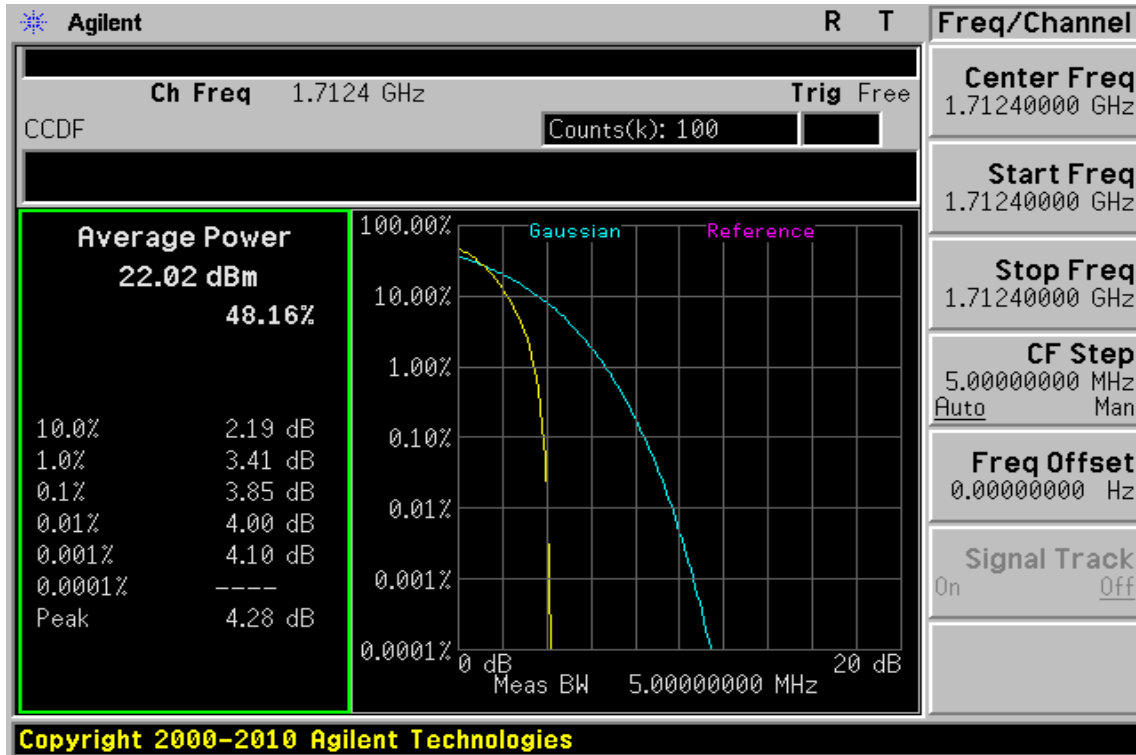 Agilent R T
Ch Freq 1.7124 GHz Trig Free
CCDF Counts(k): 100
Average Power
22.02 dBm
48.16%
10.0% 2.19 dB
1.0% 3.41 dB
0.1% 3.85 dB
0.01% 4.00 dB
0.001% 4.10 dB
0.0001% ----
Peak 4.28 dB
Gaussian Reference
100.00%
10.00%
1.00%
0.10%
0.01%
0.001%
0.0001%
0 dB 20 dB
Meas BW 5.00000000 MHz
Freq/Channel
Center Freq
1.71240000 GHz
Start Freq
1.71240000 GHz
Stop Freq
1.71240000 GHz
CF Step
5.00000000 MHz
Auto Man
Freq Offset
0.00000000 Hz
Signal Track
On Off
Copyright 2000-2010 Agilent Technologies